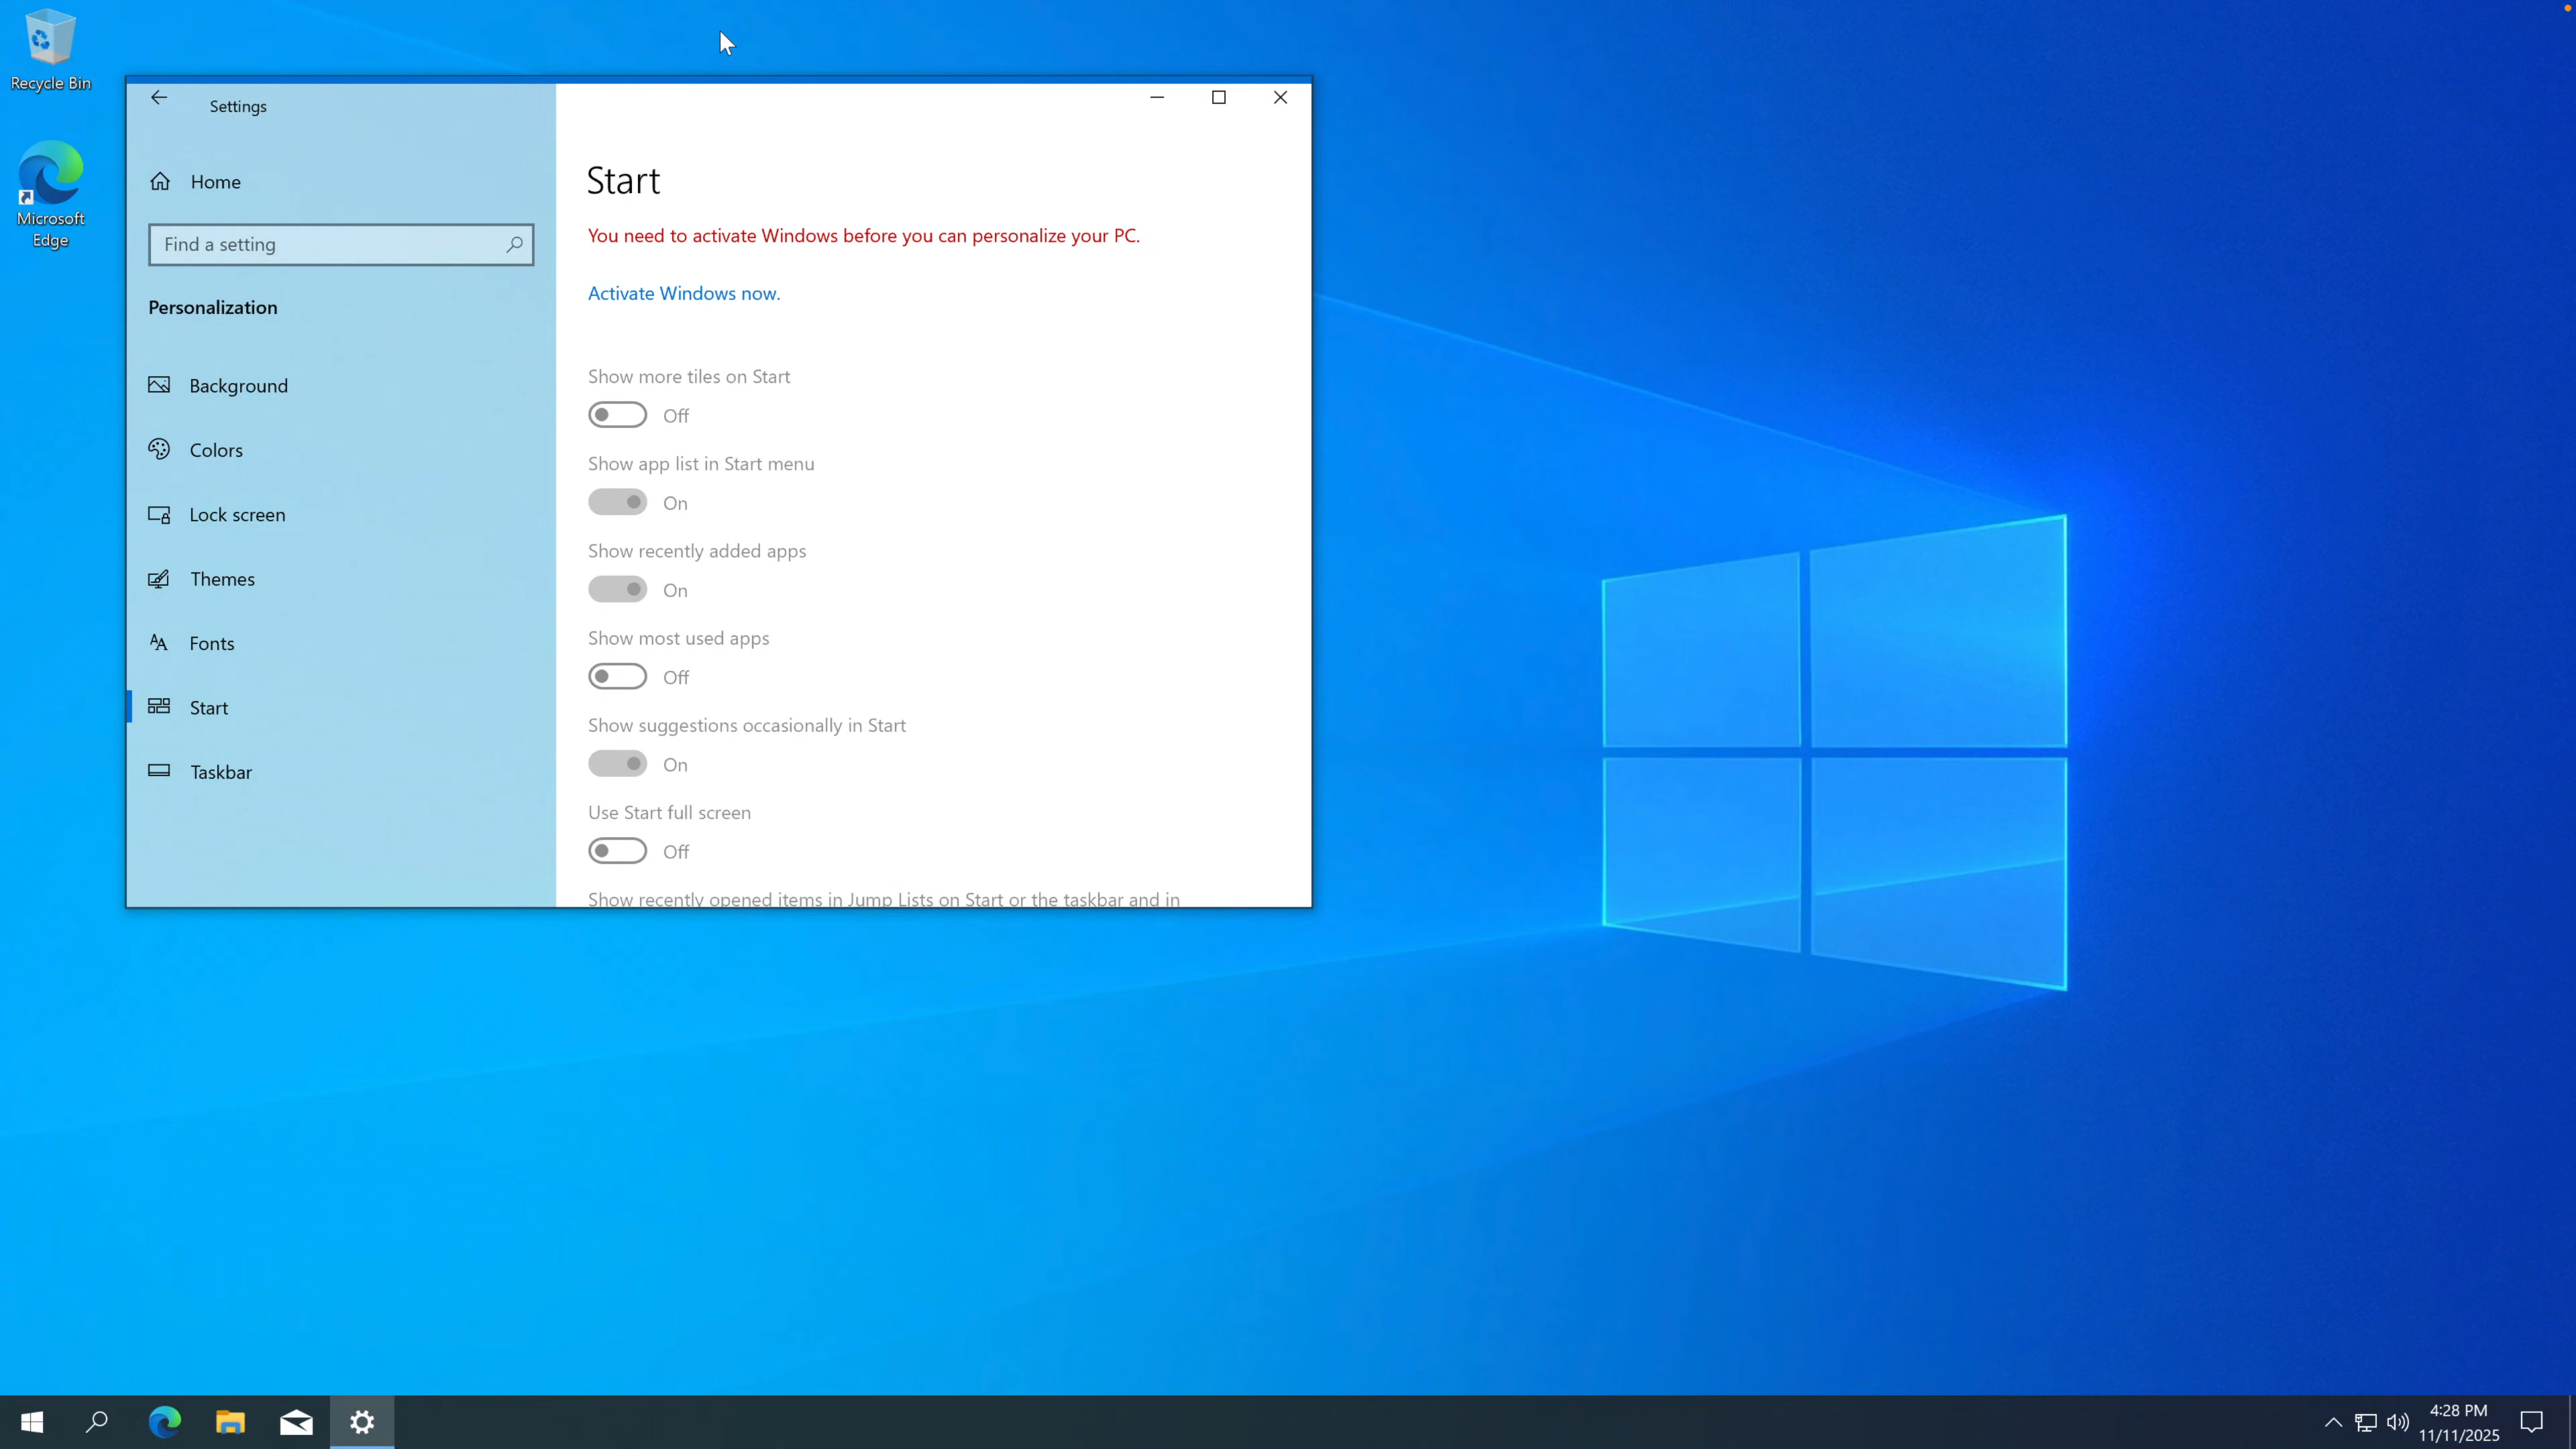 Recycle Bin
Microsoft
Edge
Settings
Home
Find a setting
Personalization
Background
Colors
Lock screen
Themes
Fonts
Start
Taskbar
Start
You need to activate Windows before you can personalize your PC.
Activate Windows now.
Show more tiles on Start
Off
Show app list in Start menu
On
Show recently added apps
On
Show most used apps
Off
Show suggestions occasionally in Start
On
Use Start full screen
Off
Show recently opened items in Jump Lists on Start or the taskbar and in
4:28 PM
11/11/2025